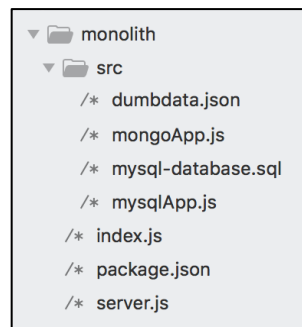 monolith
src
/* dumbdata.json
/* mongoApp.js
/* mysql-database.sql
/* mysqlApp.js
/* index.js
/* package.json
/* server.js